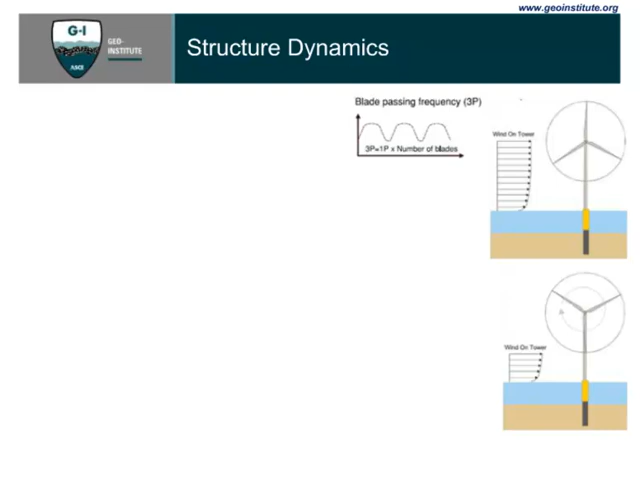 www.geoinstitute.org
G-I
GEO-
INSTITUTE
ASCE
Structure Dynamics
Blade passing frequency (3P)
3P=1P x Number of blades
Wind On Tower
Wind On Tower